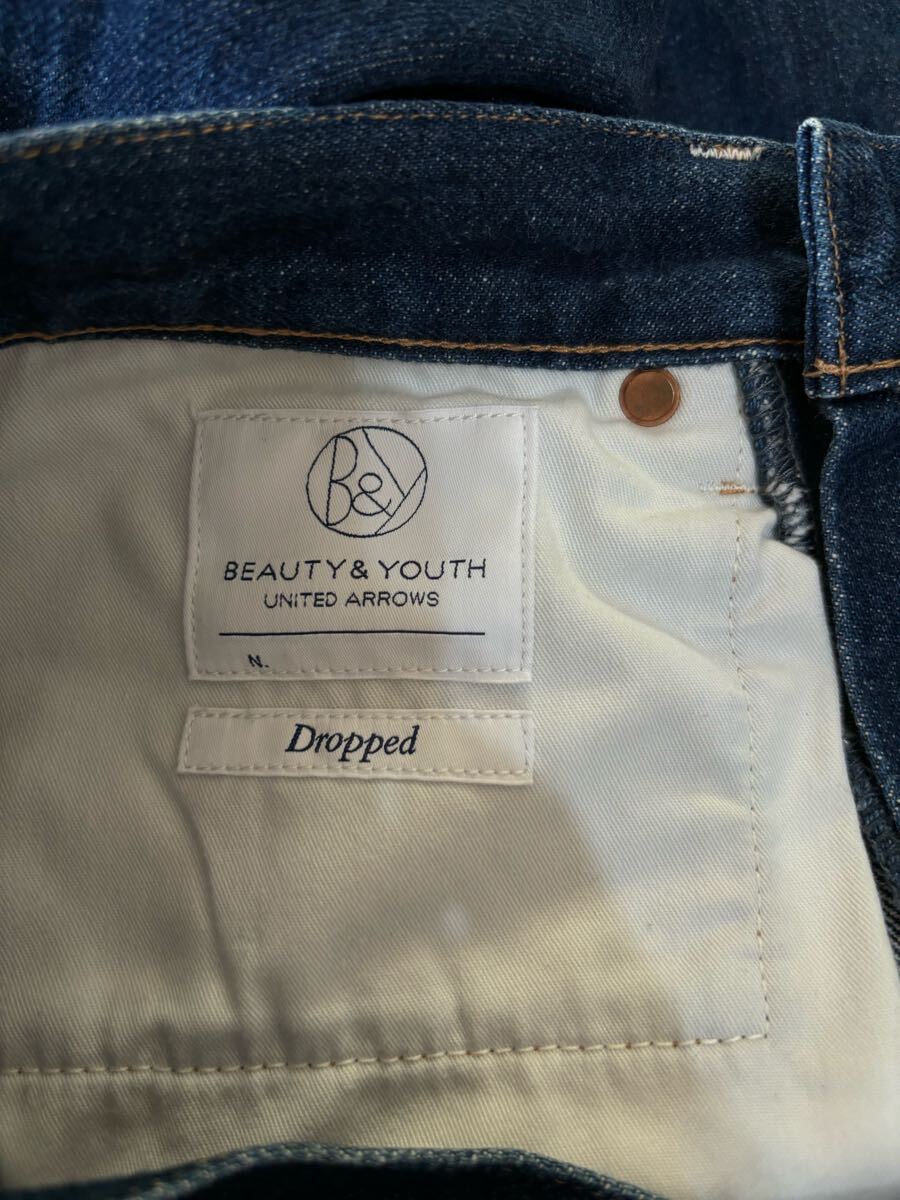 B&Y
BEAUTY & YOUTH
UNITED ARROWS
N.
Dropped